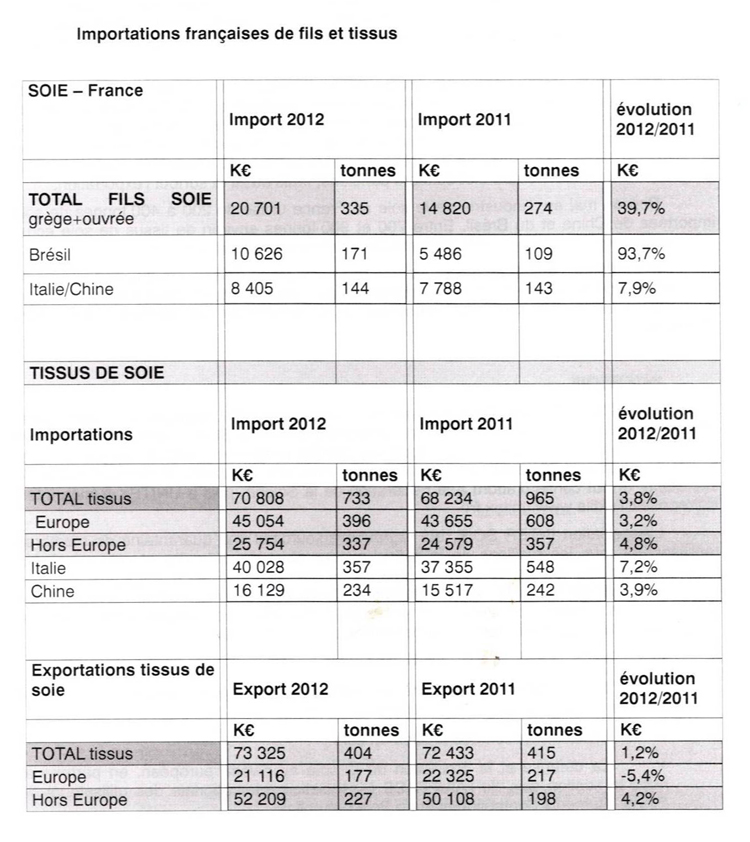 Importations françaises de fils et tissus
SOIE – France
Import 2012 Import 2011 évolution 2012/2011
K€ tonnes K€ tonnes K€
TOTAL FILS SOIE grège+ouvrée 20 701 335 14 820 274 39,7%
Brésil 10 626 171 5 486 109 93,7%
Italie/Chine 8 405 144 7 788 143 7,9%
TISSUS DE SOIE
Importations Import 2012 Import 2011 évolution 2012/2011
K€ tonnes K€ tonnes K€
TOTAL tissus 70 808 733 68 234 965 3,8%
Europe 45 054 396 43 655 608 3,2%
Hors Europe 25 754 337 24 579 357 4,8%
Italie 40 028 357 37 355 548 7,2%
Chine 16 129 234 15 517 242 3,9%
Exportations tissus de soie Export 2012 Export 2011 évolution 2012/2011
K€ tonnes K€ tonnes K€
TOTAL tissus 73 325 404 72 433 415 1,2%
Europe 21 116 177 22 325 217 -5,4%
Hors Europe 52 209 227 50 108 198 4,2%